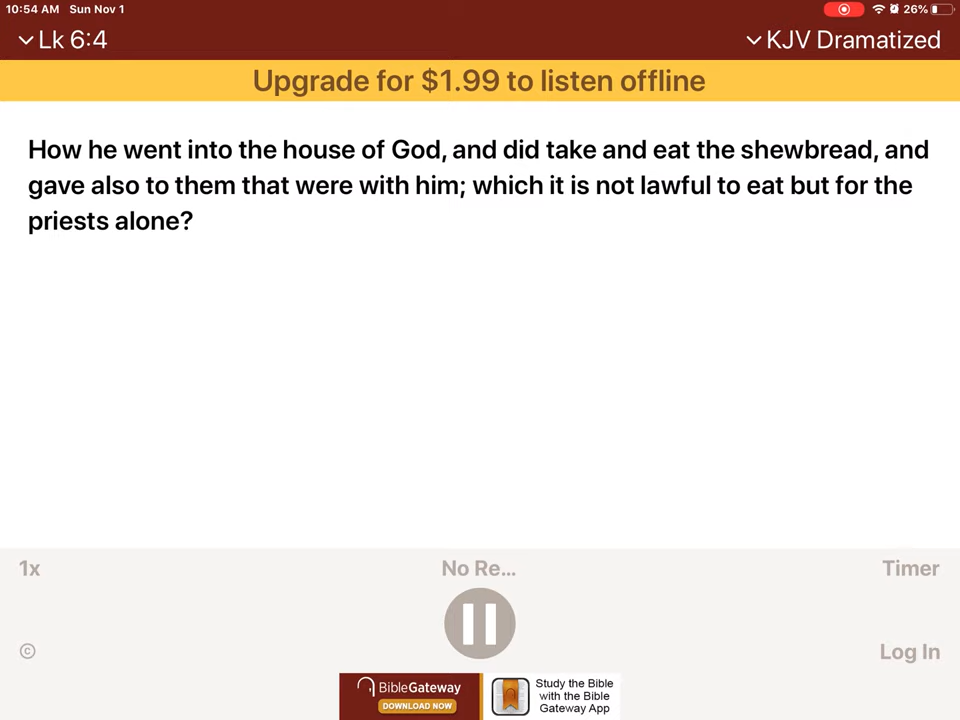 10:54 AM Sun Nov 1 26%
Lk 6:4 KJV Dramatized
Upgrade for $1.99 to listen offline
How he went into the house of God, and did take and eat the shewbread, and
gave also to them that were with him; which it is not lawful to eat but for the
priests alone?
1x No Re... Timer
© Log In
BibleGateway
DOWNLOAD NOW
Study the Bible
with the Bible
Gateway App